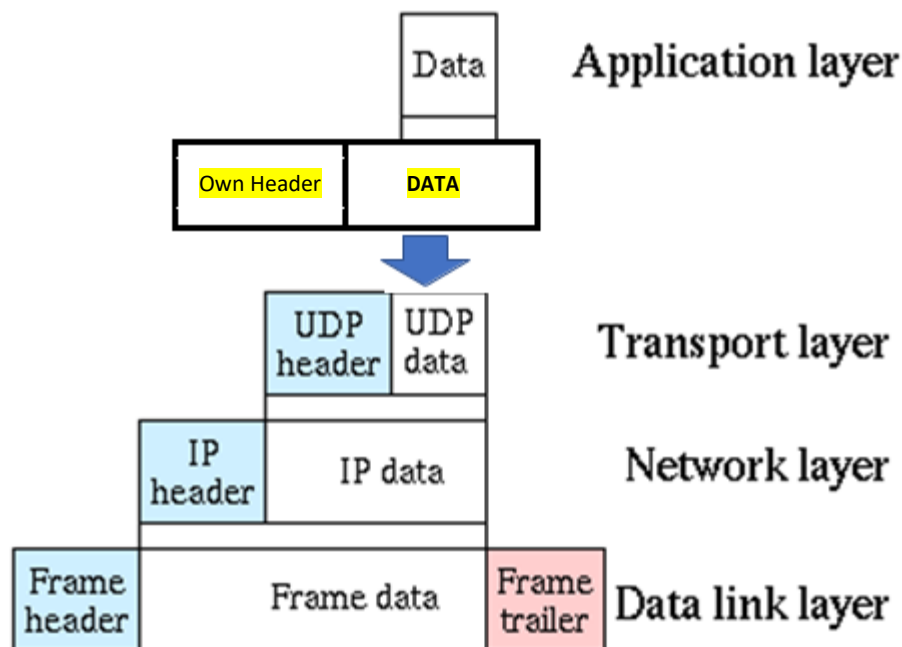 Data
Application layer
Own Header
DATA
UDP
header
UDP
data
Transport layer
IP
header
IP data
Network layer
Frame
header
Frame data
Frame
trailer
Data link layer